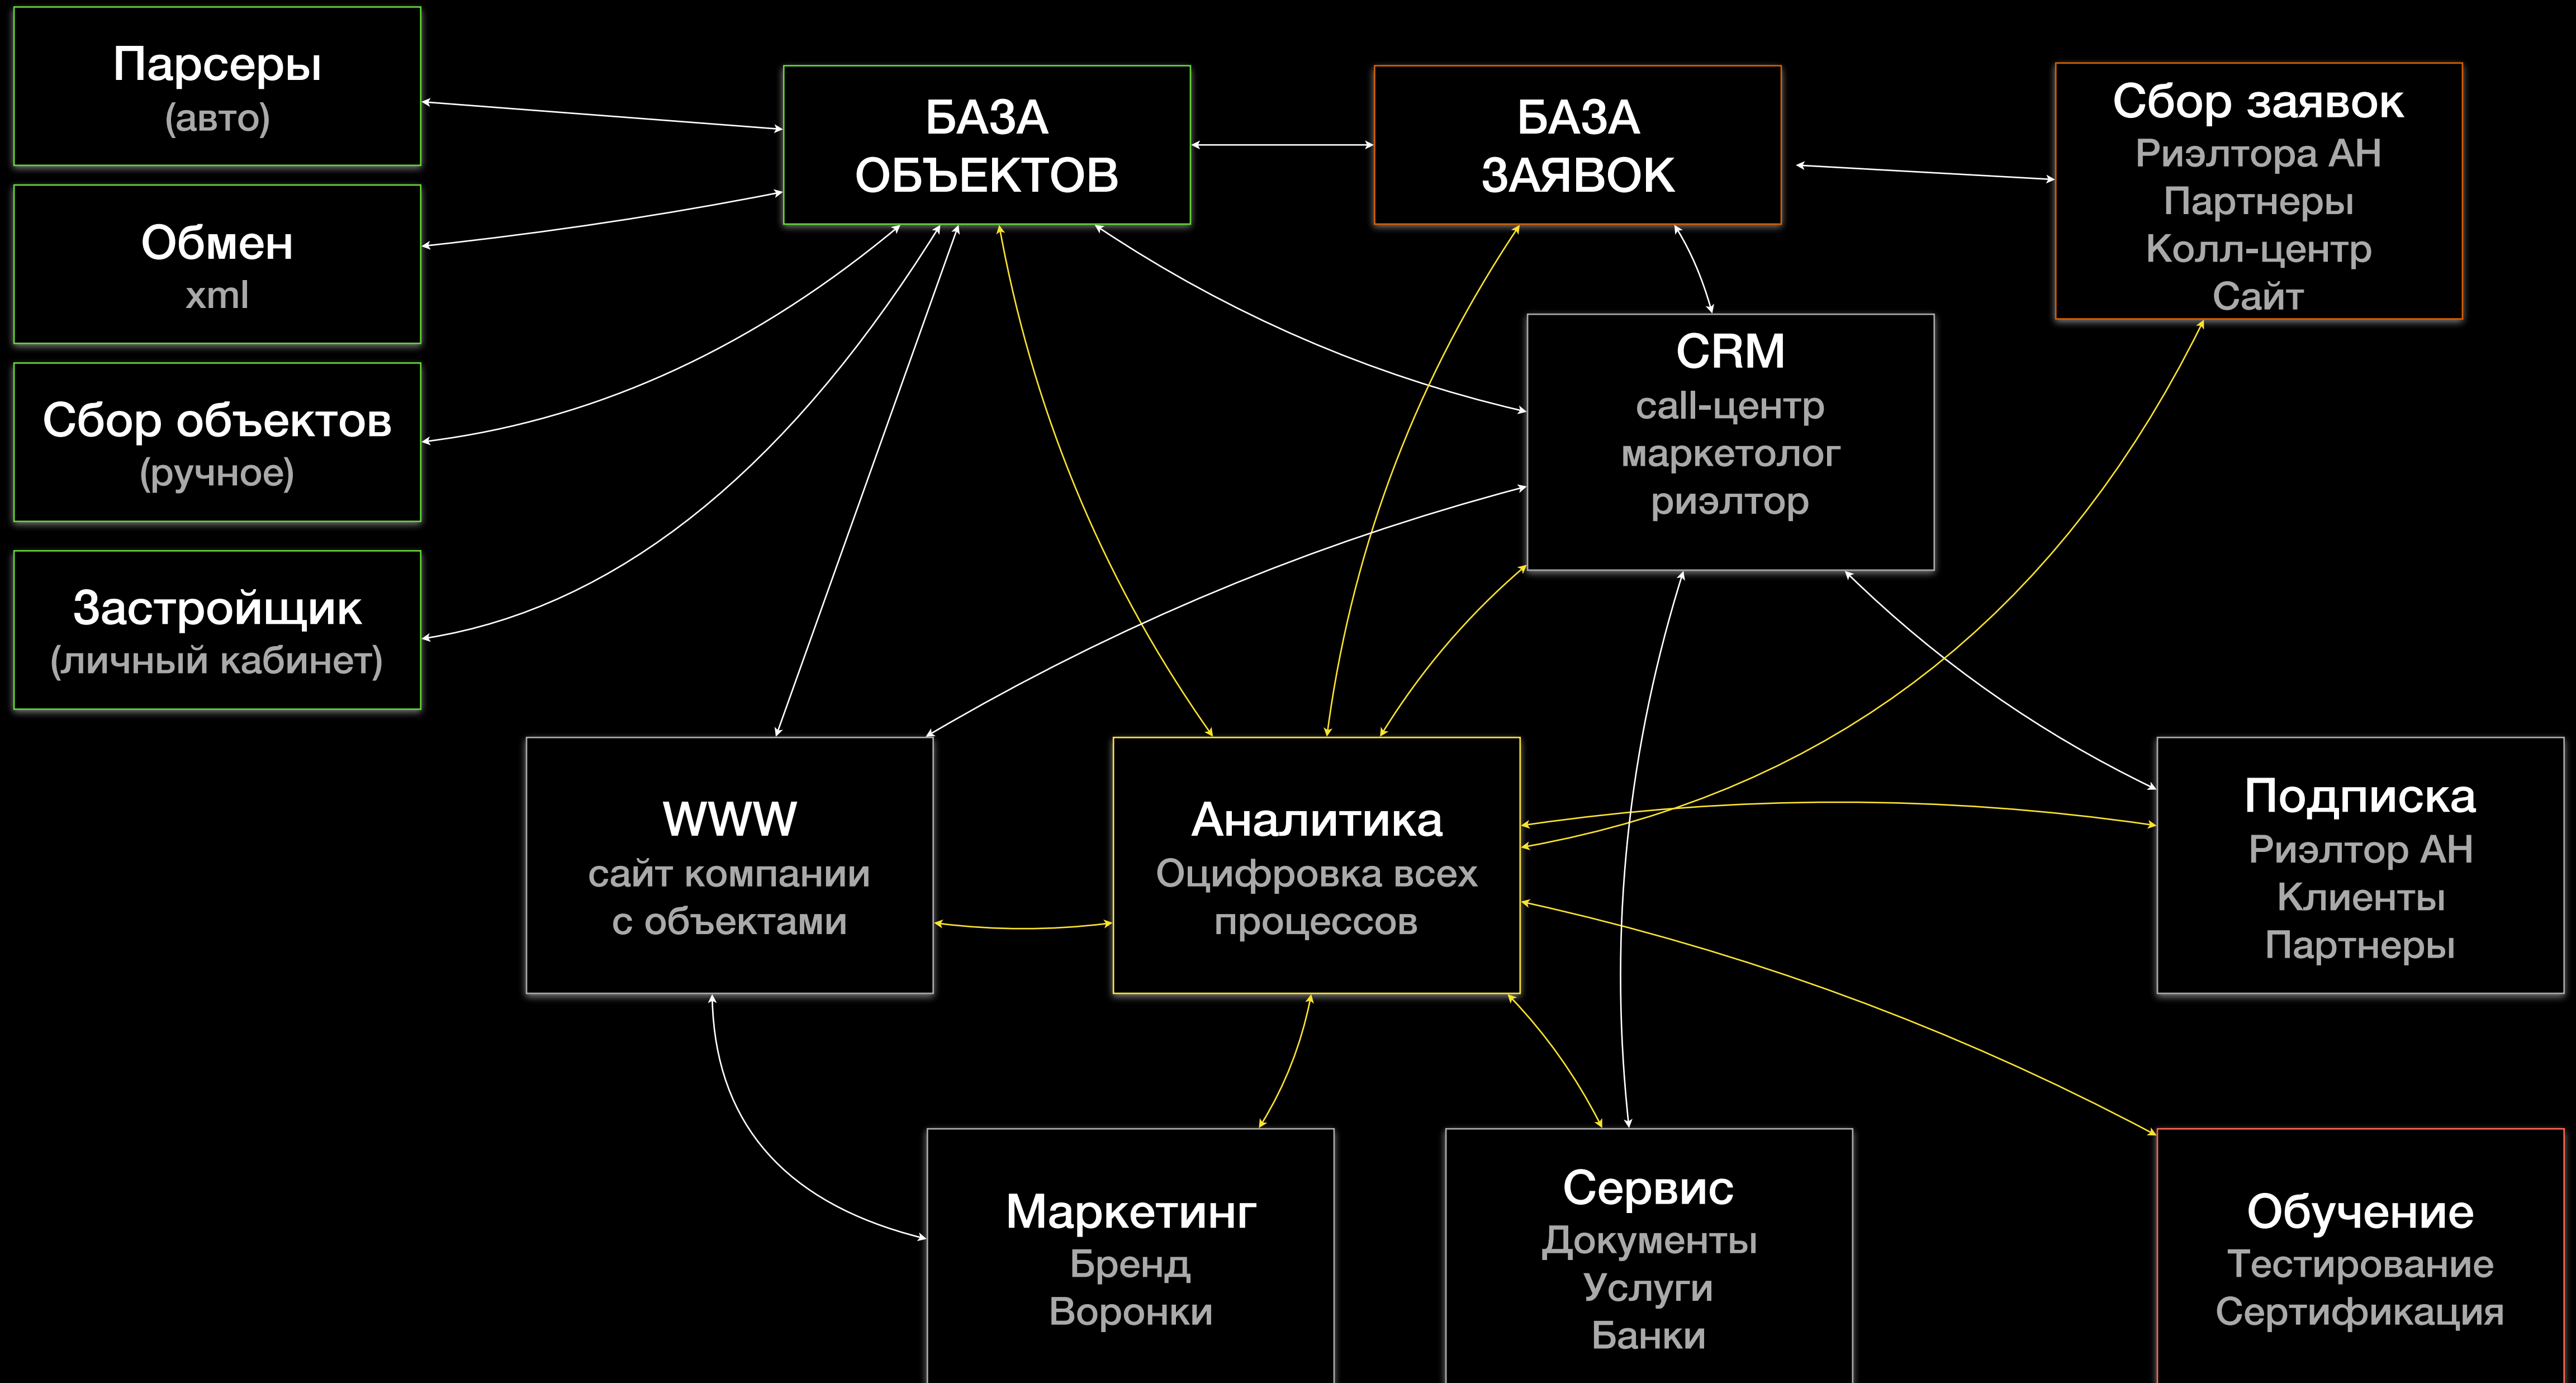 Парсеры
(авто)
Обмен
xml
Сбор объектов
(ручное)
Застройщик
(личный кабинет)
БАЗА
ОБЪЕКТОВ
БАЗА
ЗАЯВОК
Сбор заявок
Риэлтора АН
Партнеры
Колл-центр
Сайт
CRM
call-центр
маркетолог
риэлтор
WWW
сайт компании
с объектами
Аналитика
Оцифровка всех
процессов
Подписка
Риэлтор АН
Клиенты
Партнеры
Маркетинг
Бренд
Воронки
Сервис
Документы
Услуги
Банки
Обучение
Тестирование
Сертификация